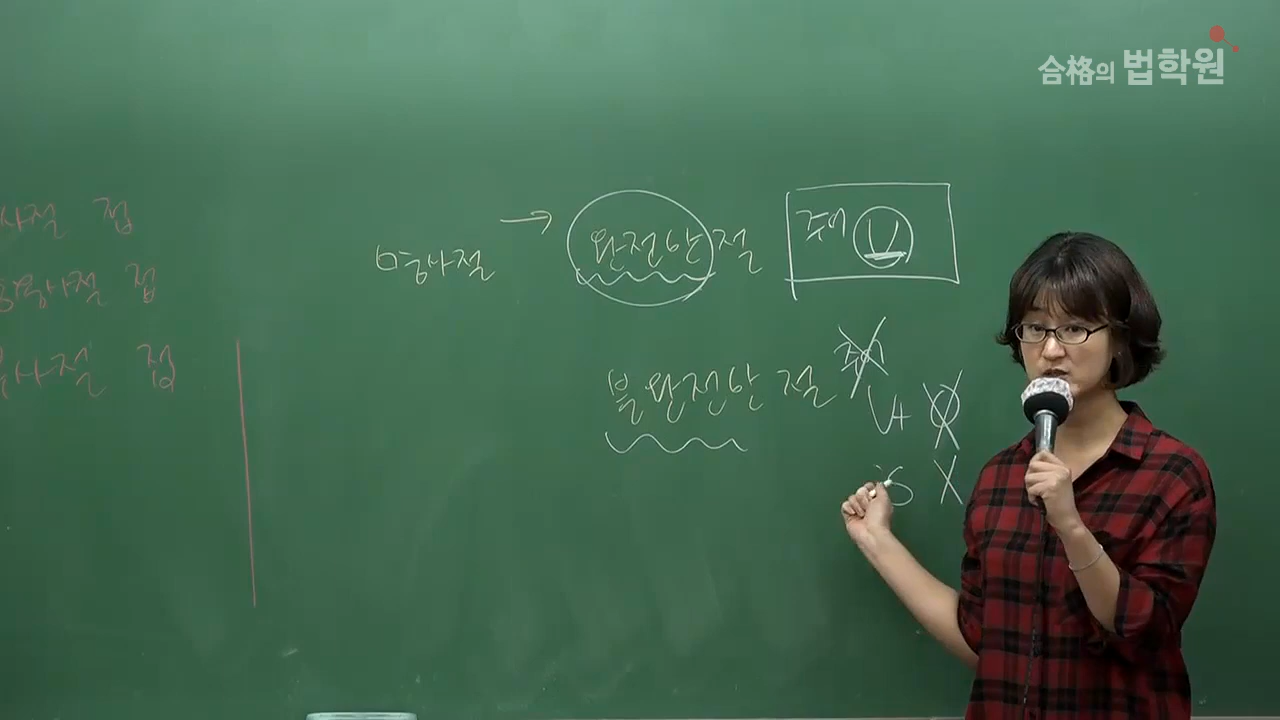 合格의 법학원
사절 접
형용사절 접
부사절 접
명사절 → 완전한 절 주어 V
불완전한 절 주어
V+ O
X